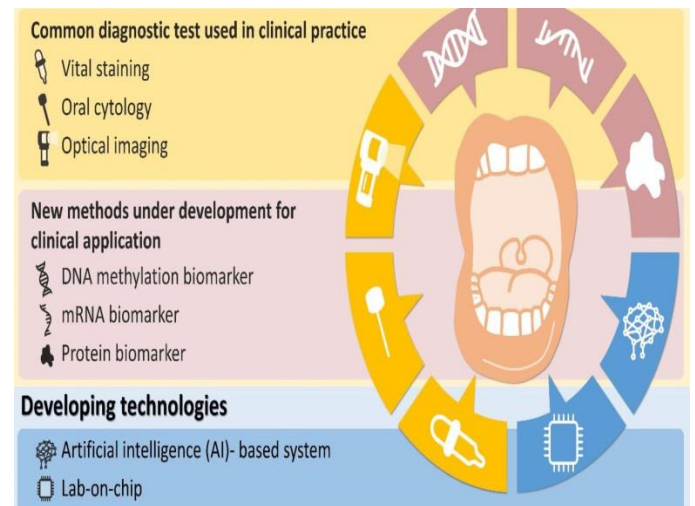 Common diagnostic test used in clinical practice
Vital staining
Oral cytology
Optical imaging
New methods under development for
clinical application
DNA methylation biomarker
mRNA biomarker
Protein biomarker
Developing technologies
Artificial intelligence (AI)- based system
Lab-on-chip